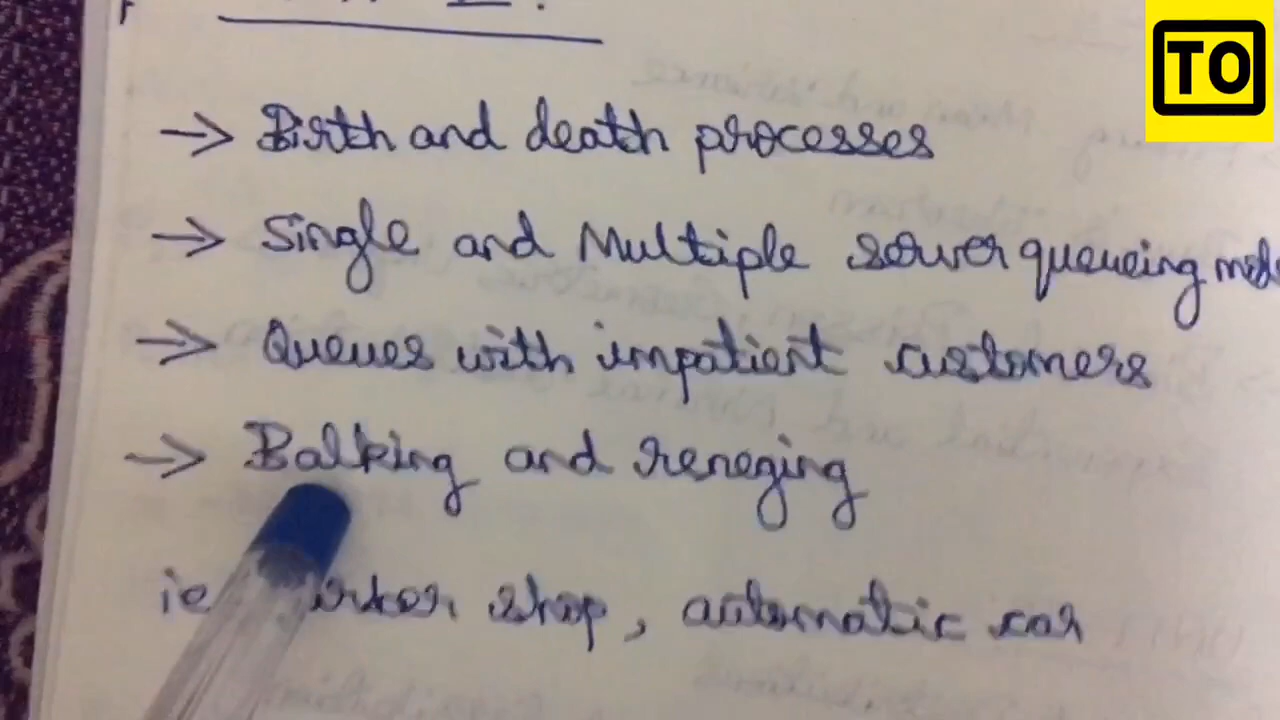 TO
→ Birth and death processes
→ Single and Multiple server queueing
→ Queues with impatient customers
→ Balking and reneging
ie shop, automatic car